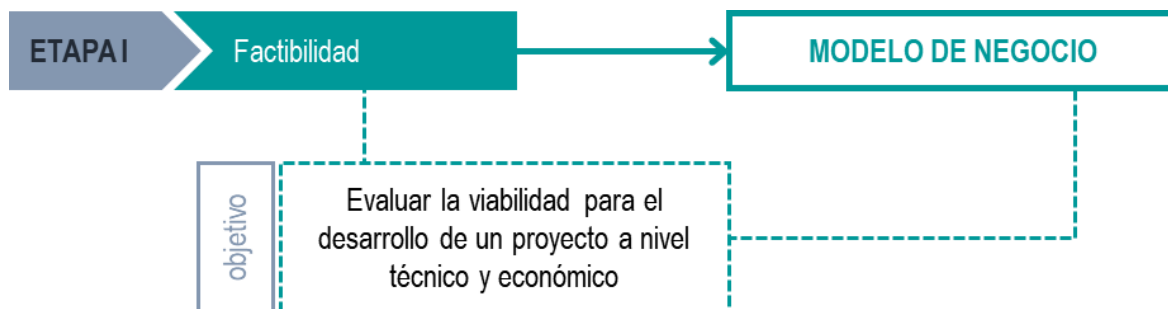 ETAPA I
Factibilidad
MODELO DE NEGOCIO
objetivo
Evaluar la viabilidad para el
desarrollo de un proyecto a nivel
técnico y económico